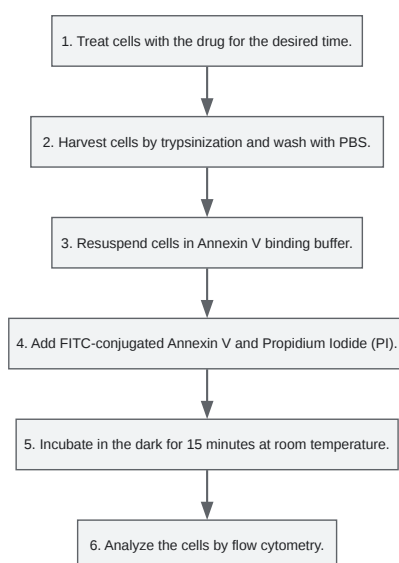 1. Treat cells with the drug for the desired time.
2. Harvest cells by trypsinization and wash with PBS.
3. Resuspend cells in Annexin V binding buffer.
4. Add FITC-conjugated Annexin V and Propidium Iodide (PI).
5. Incubate in the dark for 15 minutes at room temperature.
6. Analyze the cells by flow cytometry.